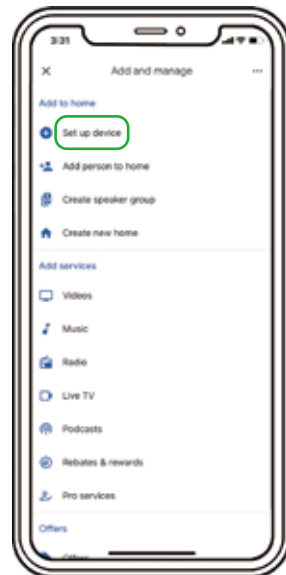 3:31
Add and manage
Add to home
Set up device
Add person to home
Create speaker group
Create new home
Add services
Videos
Music
Radio
Live TV
Podcasts
Rebates & rewards
Pro services
Offers
Offers